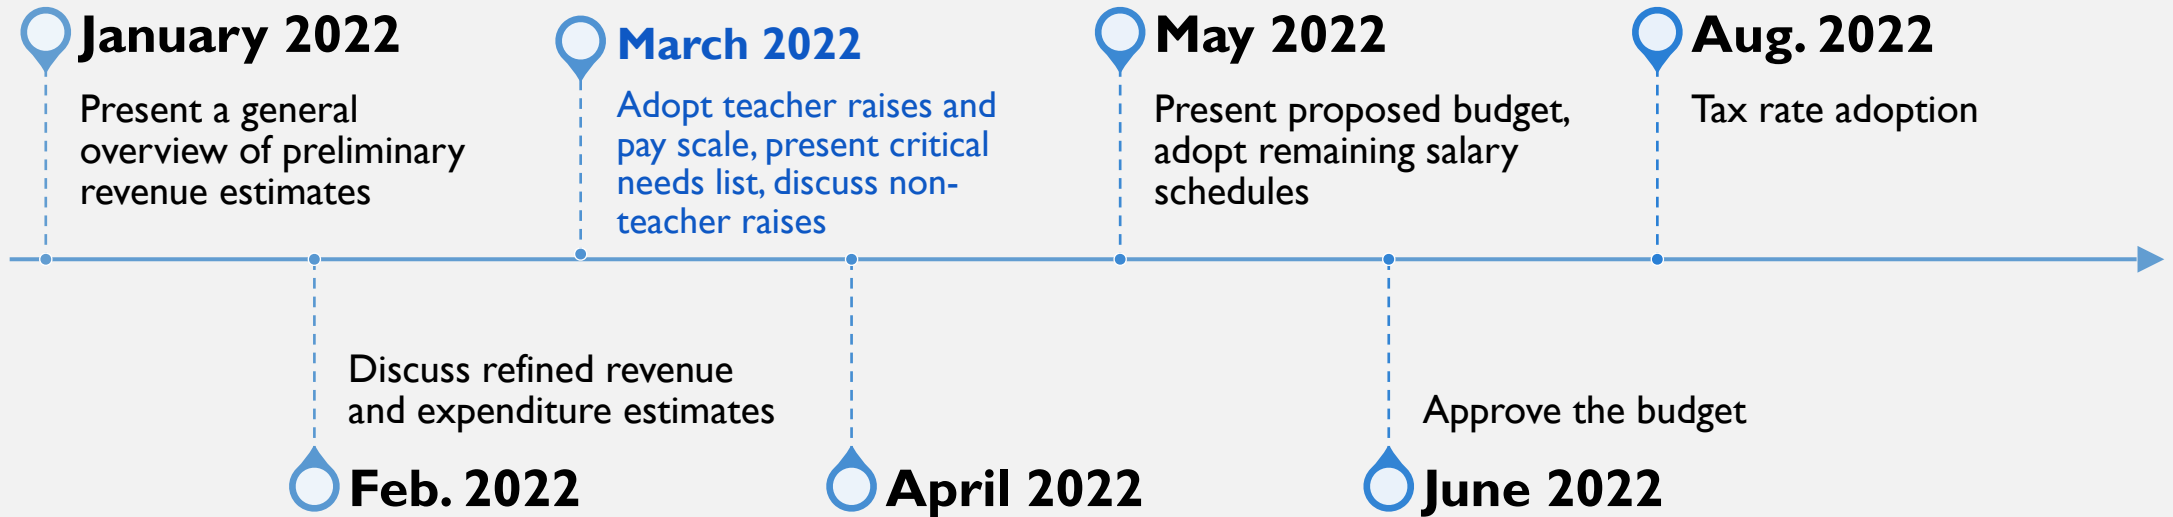 January 2022
Present a general
overview of preliminary
revenue estimates
Discuss refined revenue
and expenditure estimates
Feb. 2022
March 2022
Adopt teacher raises and
pay scale, present critical
needs list, discuss non-
teacher raises
April 2022
May 2022
Present proposed budget,
adopt remaining salary
schedules
Approve the budget
June 2022
Aug. 2022
Tax rate adoption